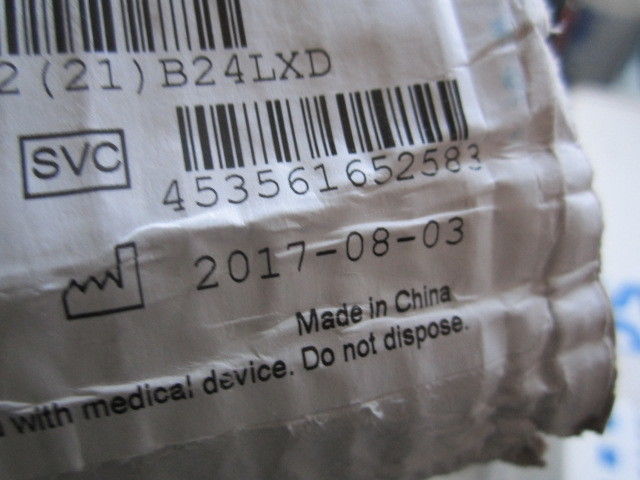 2(21)B24LXD
SVC
453561652583
2017-08-03
Made in China
with medical device. Do not dispose.